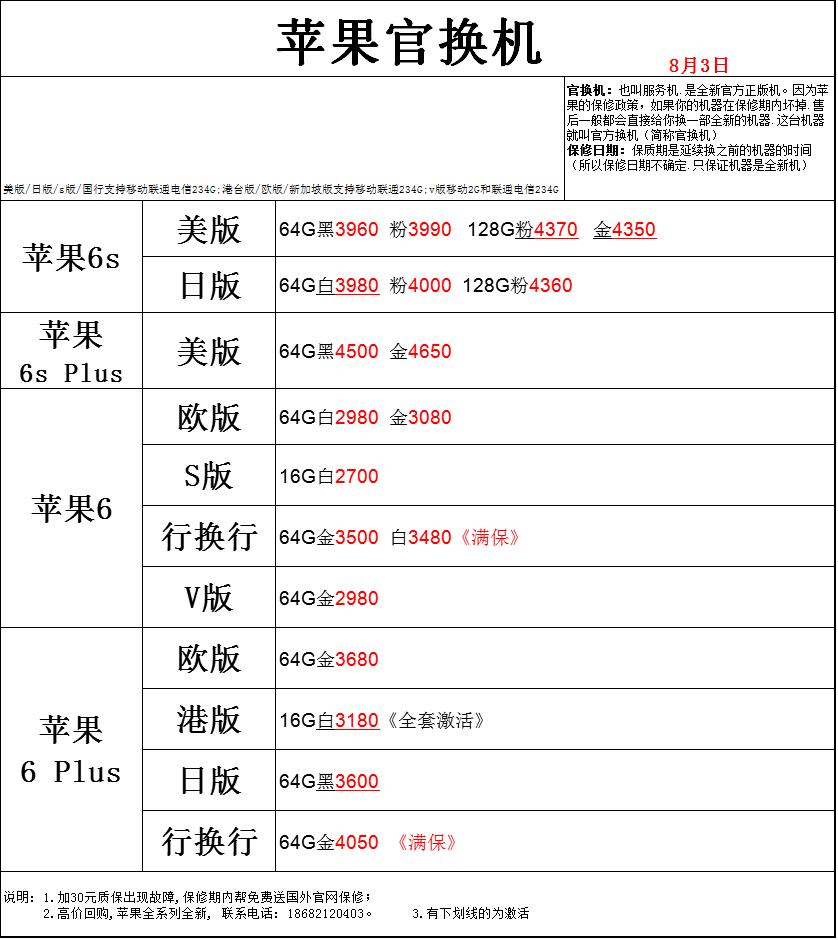 苹果官换机
8月3日
官换机：也叫服务机.是全新官方正版机。因为苹
果的保修政策，如果你的机器在保修期内坏掉.售
后一般都会直接给你换一部全新的机器.这台机器
就叫官方换机（简称官换机）
保修日期：保质期是延续换之前的机器的时间
（所以保修日期不确定.只保证机器是全新机）
美版/日版/s版/国行支持移动联通电信234G;港台版/欧版/新加坡版支持移动联通234G;v版移动2G和联通电信234G
苹果6s
美版
64G黑3960 粉3990 128G粉4370 金4350
日版
64G白3980 粉4000 128G粉4360
苹果
6s Plus
美版
64G黑4500 金4650
苹果6
欧版
64G白2980 金3080
S版
16G白2700
行换行
64G金3500 白3480《满保》
V版
64G金2980
苹果
6 Plus
欧版
64G金3680
港版
16G白3180《全套激活》
日版
64G黑3600
行换行
64G金4050 《满保》
说明：1.加30元质保出现故障,保修期内帮免费送国外官网保修；
2.高价回购,苹果全系列全新, 联系电话：18682120403。 3.有下划线的为激活